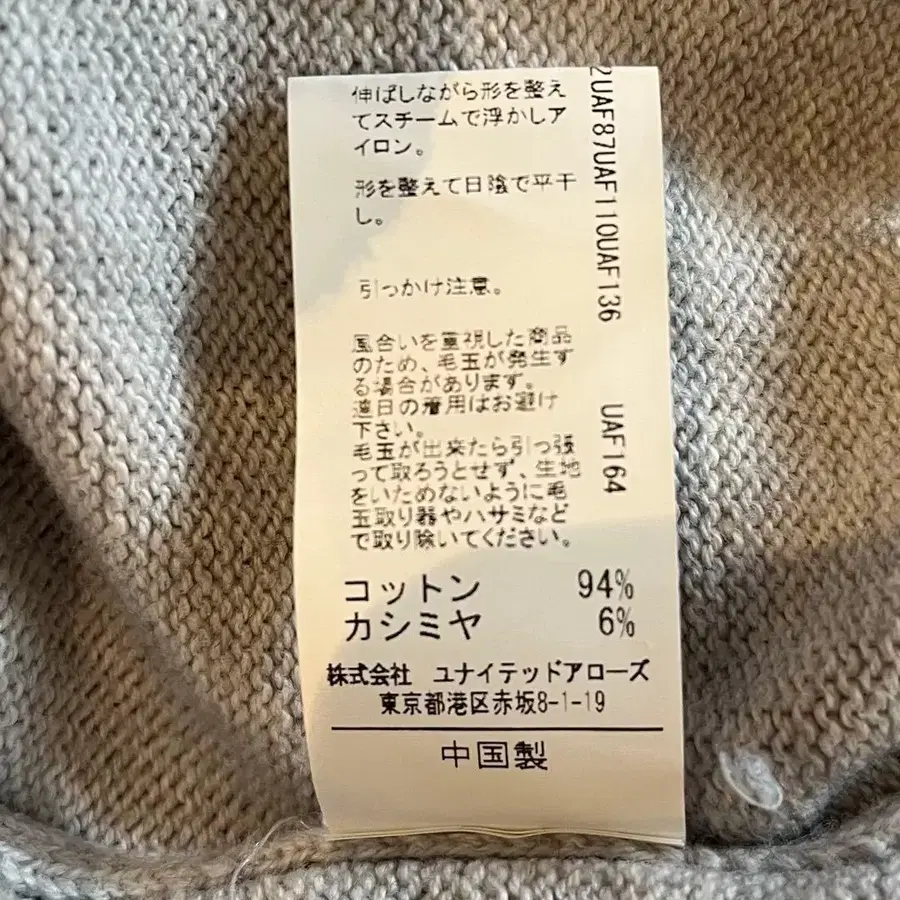 伸ばしながら形を整え
てスチームで浮かしア
イロン。
形を整えて日陰で平干
し。
引っかけ注意。
風合いを重視した商品
のため、毛玉が発生す
る場合があります。
連日の着用はお避け
下さい。
毛玉が出来たら引っ張
って取ろうとせず、生地
をいためないように毛
玉取り器やハサミなど
で取り除いてください。
コットン 94%
カシミヤ 6%
株式会社 ユナイテッドアローズ
東京都港区赤坂8-1-19
中国製
2UAF87UAF110UAF136 UAF164